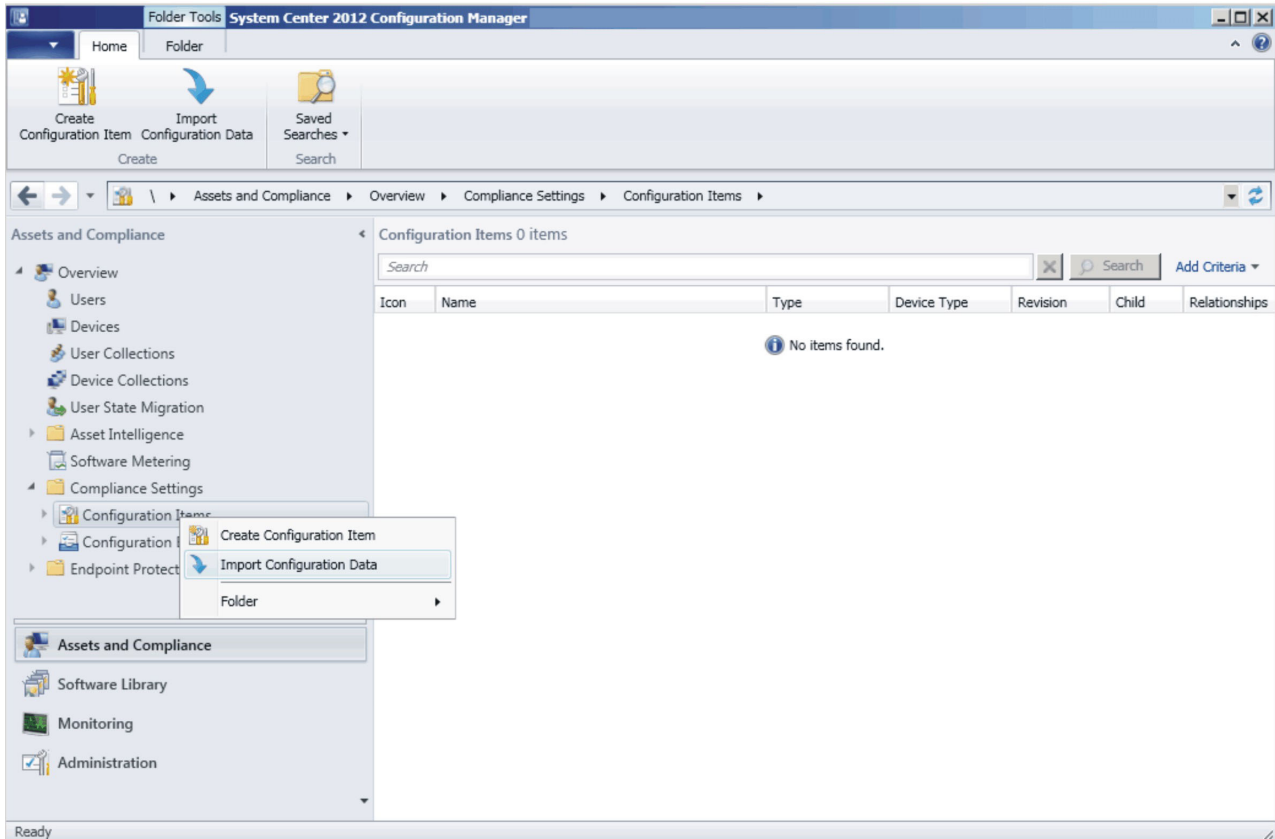 Folder Tools System Center 2012 Configuration Manager
Home Folder
Create Configuration Item
Import Configuration Data
Saved Searches
Create Search
\ Assets and Compliance Overview Compliance Settings Configuration Items
Assets and Compliance
Configuration Items 0 items
Search Search Add Criteria
Icon Name Type Device Type Revision Child Relationships
No items found.
Overview
Users
Devices
User Collections
Device Collections
User State Migration
Asset Intelligence
Software Metering
Compliance Settings
Configuration Items
Configuration
Endpoint Protect
Create Configuration Item
Import Configuration Data
Folder
Assets and Compliance
Software Library
Monitoring
Administration
Ready